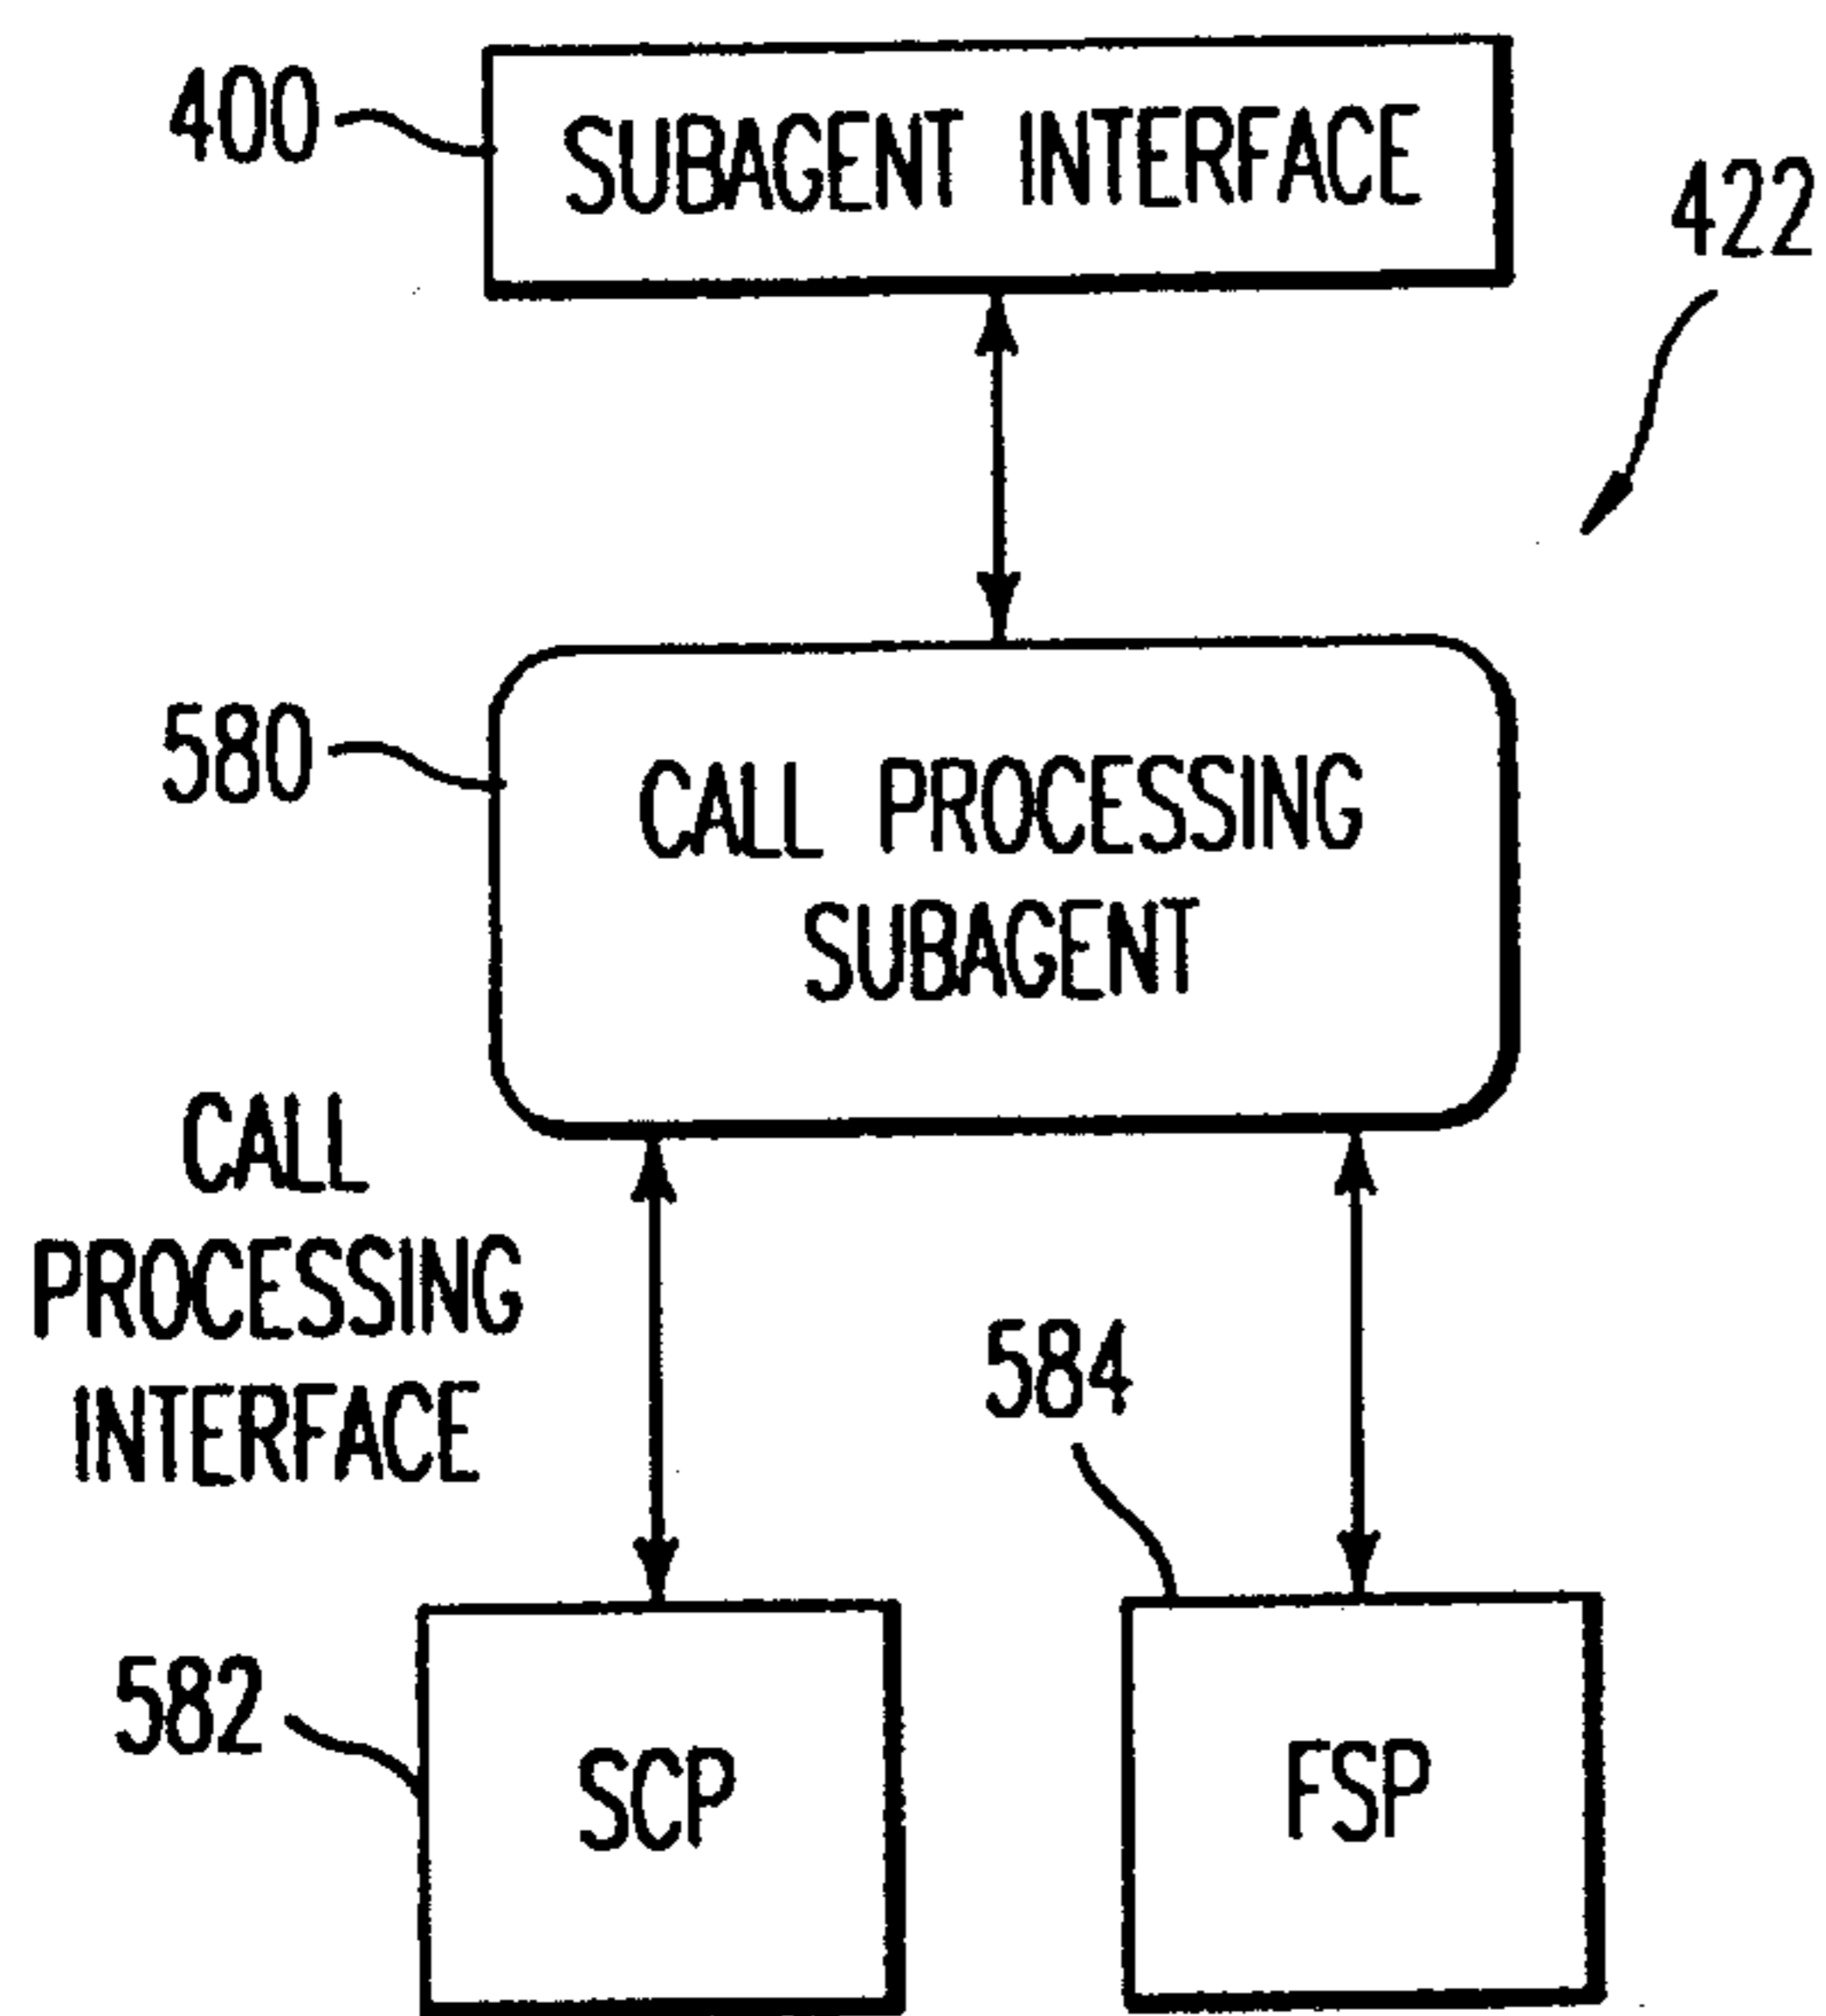 400
SUBAGENT INTERFACE
422
580
CALL PROCESSING
SUBAGENT
CALL
PROCESSING
INTERFACE
584
582
SCP
FSP